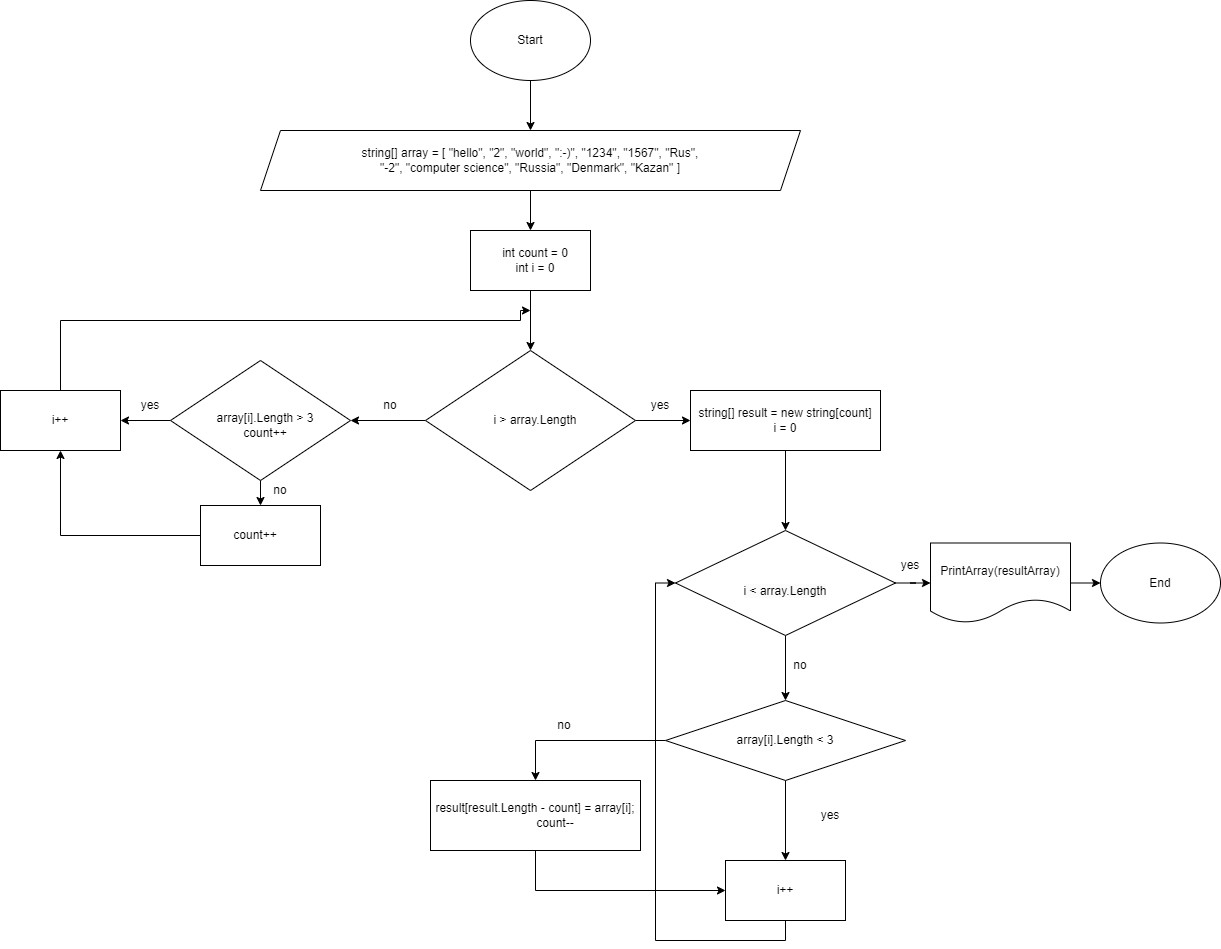 Start
string[] array = [ "hello", "2", "world", ":-)", "1234", "1567", "Rus",
"-2", "computer science", "Russia", "Denmark", "Kazan" ]
int count = 0
int i = 0
i > array.Length
no
yes
array[i].Length > 3
count++
yes
no
i++
count++
string[] result = new string[count]
i = 0
i < array.Length
yes
PrintArray(resultArray)
End
no
array[i].Length < 3
no
yes
result[result.Length - count] = array[i];
count--
i++